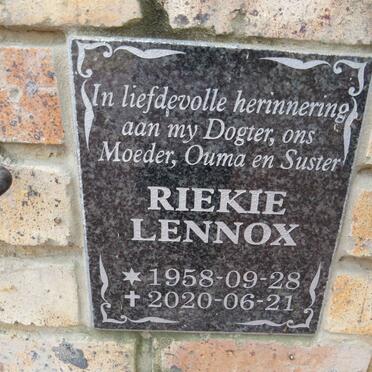 In liefdevolle herinnering
aan my Dogter, ons
Moeder, Ouma en Suster
RIEKIE
LENNOX
✶ 1958-09-28
✝ 2020-06-21